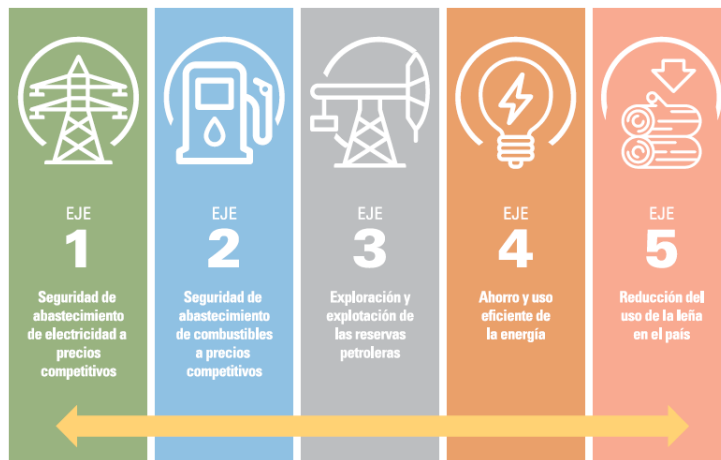 EJE
1
Seguridad de
abastecimiento
de electricidad a
precios
competitivos
EJE
2
Seguridad de
abastecimiento
de combustibles
a precios
competitivos
EJE
3
Exploración y
explotación de
las reservas
petroleras
EJE
4
Ahorro y uso
eficiente de
la energía
EJE
5
Reducción del
uso de la leña
en el país